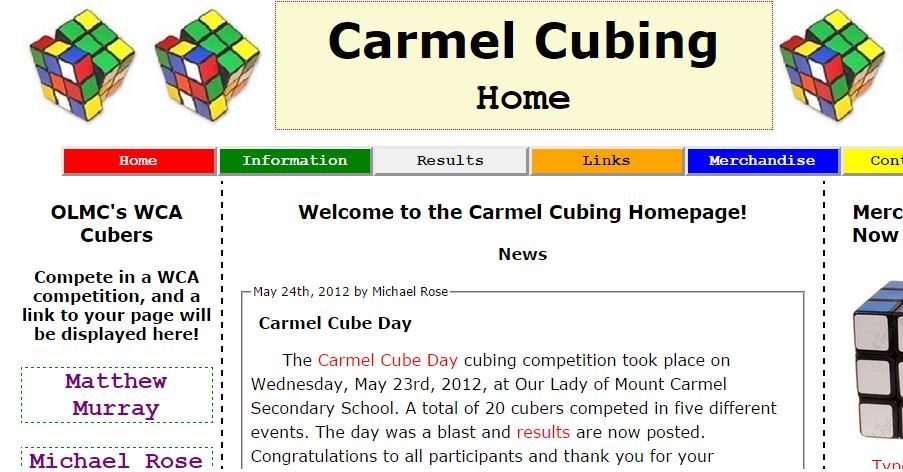 Carmel Cubing
Home
Home
Information
Results
Links
Merchandise
OLMC's WCA
Cubers
Compete in a WCA
competition, and a
link to your page will
be displayed here!
Matthew
Murray
Michael Rose
Welcome to the Carmel Cubing Homepage!
News
May 24th, 2012 by Michael Rose
Carmel Cube Day
The Carmel Cube Day cubing competition took place on
Wednesday, May 23rd, 2012, at Our Lady of Mount Carmel
Secondary School. A total of 20 cubers competed in five different
events. The day was a blast and results are now posted.
Congratulations to all participants and thank you for your
Now